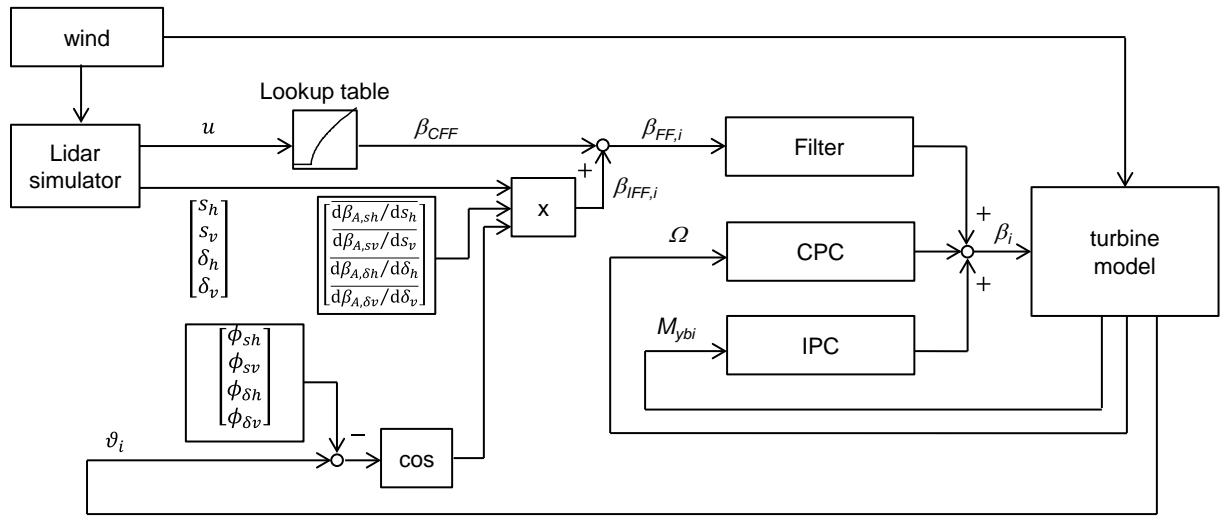 wind
Lookup table
Lidar
simulator
u
β_CFF
β_FF,i
Filter
+
β_IFF,i
x
[s_h
s_v
δ_h
δ_v]
[dβ_A,sh/ds_h
dβ_A,sv/ds_v
dβ_A,δh/dδ_h
dβ_A,δv/dδ_v]
Ω
CPC
+
β_i
+
turbine
model
M_ybi
IPC
[ϕ_sh
ϕ_sv
ϕ_δh
ϕ_δv]
ϑ_i
−
cos